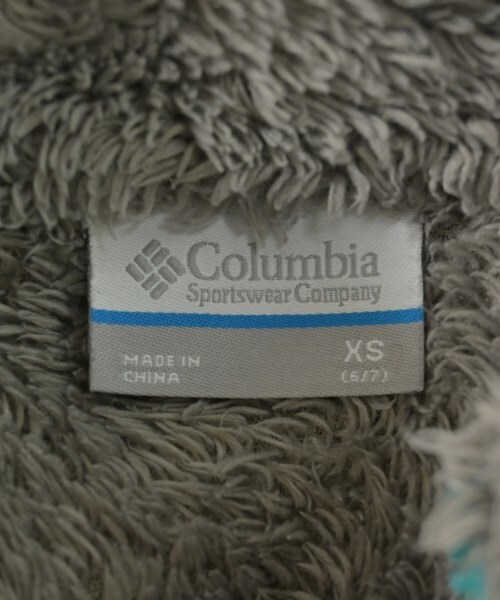 Columbia
Sportswear Company
MADE IN
CHINA
XS
(6/7)